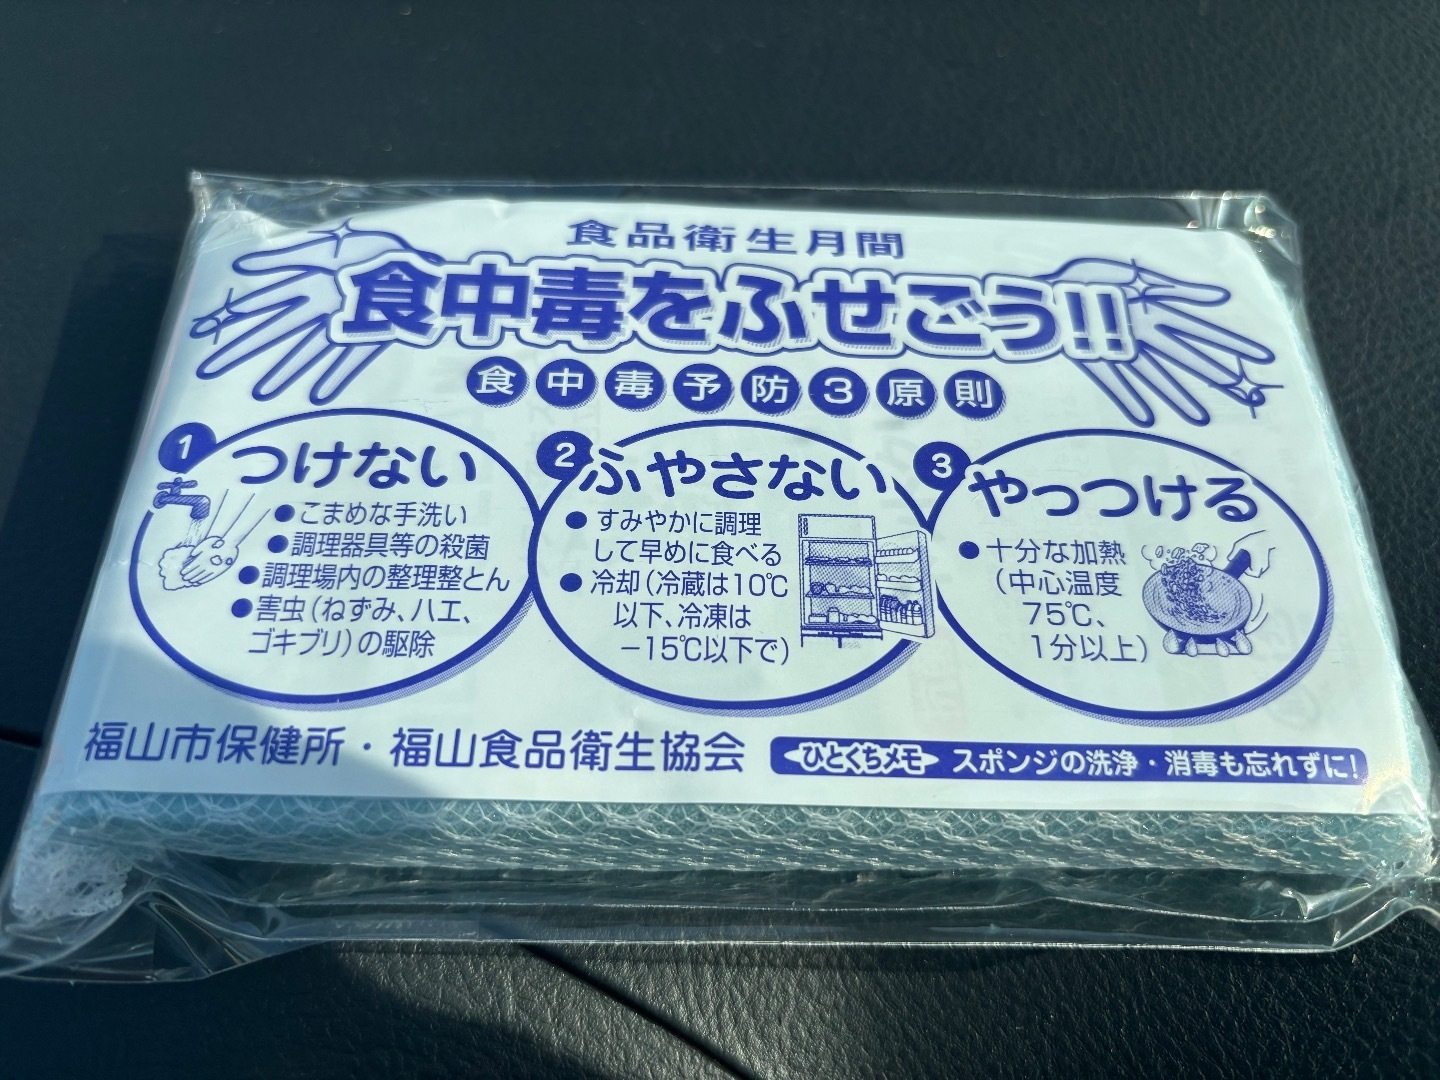 食品衛生月間
食中毒をふせごう!!
食中毒予防3原則
1 つけない
●こまめな手洗い
●調理器具等の殺菌
●調理場内の整理整とん
●害虫(ねずみ、ハエ、
ゴキブリ)の駆除
2 ふやさない
●すみやかに調理
して早めに食べる
●冷却(冷蔵は10℃
以下、冷凍は
−15℃以下で)
3 やっつける
●十分な加熱
(中心温度
75℃、
1分以上)
福山市保健所・福山食品衛生協会
ひとくちメモ スポンジの洗浄・消毒も忘れずに!